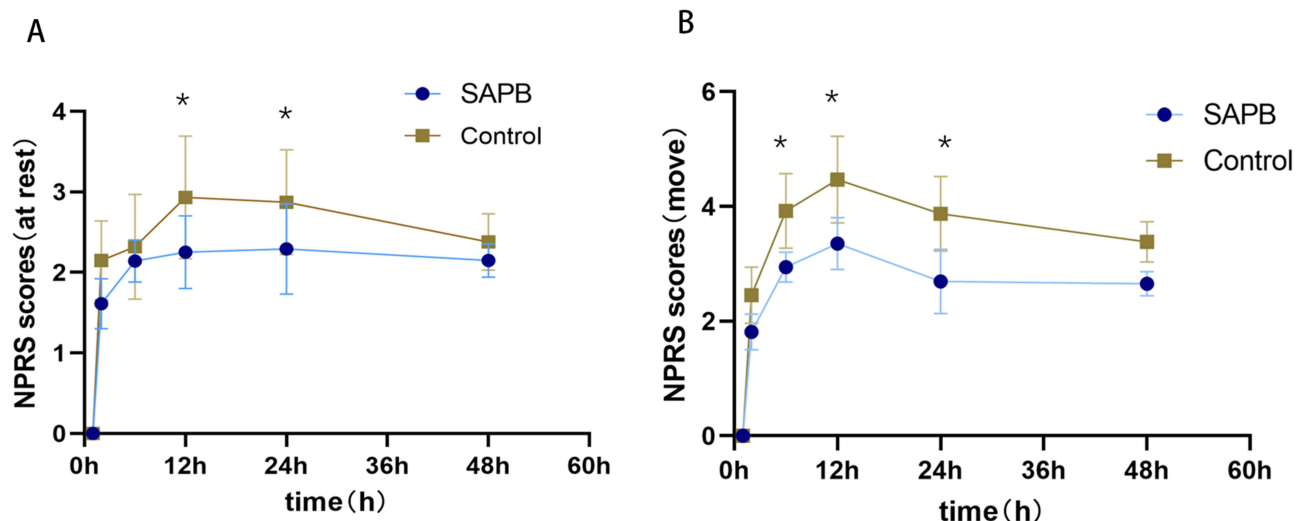 A
NPRS scores(at rest)
4
3
2
1
0
*
*
SAPB
Control
0h
12h
24h
36h
48h
60h
time(h)
B
NPRS scores(move)
6
4
2
0
*
*
*
SAPB
Control
0h
12h
24h
36h
48h
60h
time(h)